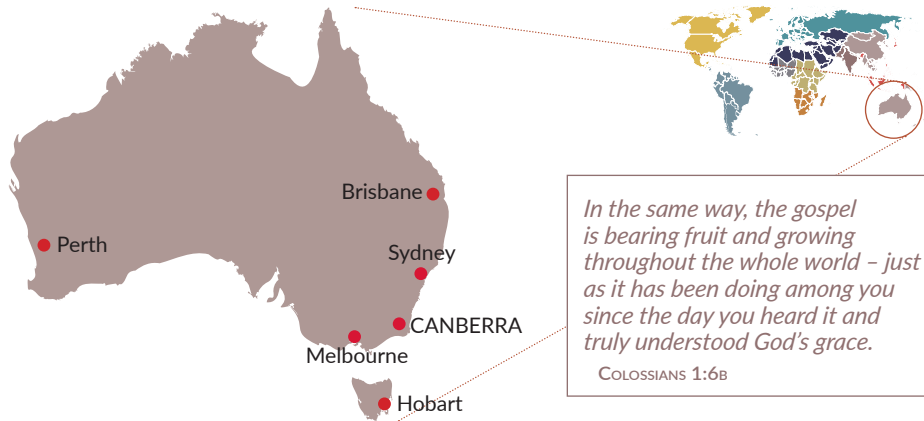 Brisbane
Perth
Sydney
CANBERRA
Melbourne
Hobart
In the same way, the gospel
is bearing fruit and growing
throughout the whole world – just
as it has been doing among you
since the day you heard it and
truly understood God's grace.
Colossians 1:6b